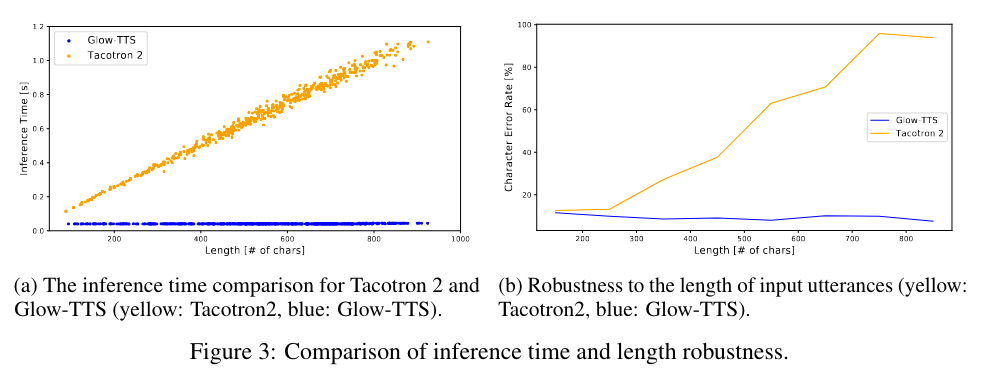 1.2
1.0
0.8
0.6
0.4
0.2
0.0
Inference Time [s]
Glow-TTS
Tacotron 2
200
400
600
800
1000
Length [# of chars]
100
80
60
40
20
Character Error Rate [%]
Glow-TTS
Tacotron 2
200
300
400
500
600
700
800
Length [# of chars]
(a) The inference time comparison for Tacotron 2 and
Glow-TTS (yellow: Tacotron2, blue: Glow-TTS).
(b) Robustness to the length of input utterances (yellow:
Tacotron2, blue: Glow-TTS).
Figure 3: Comparison of inference time and length robustness.